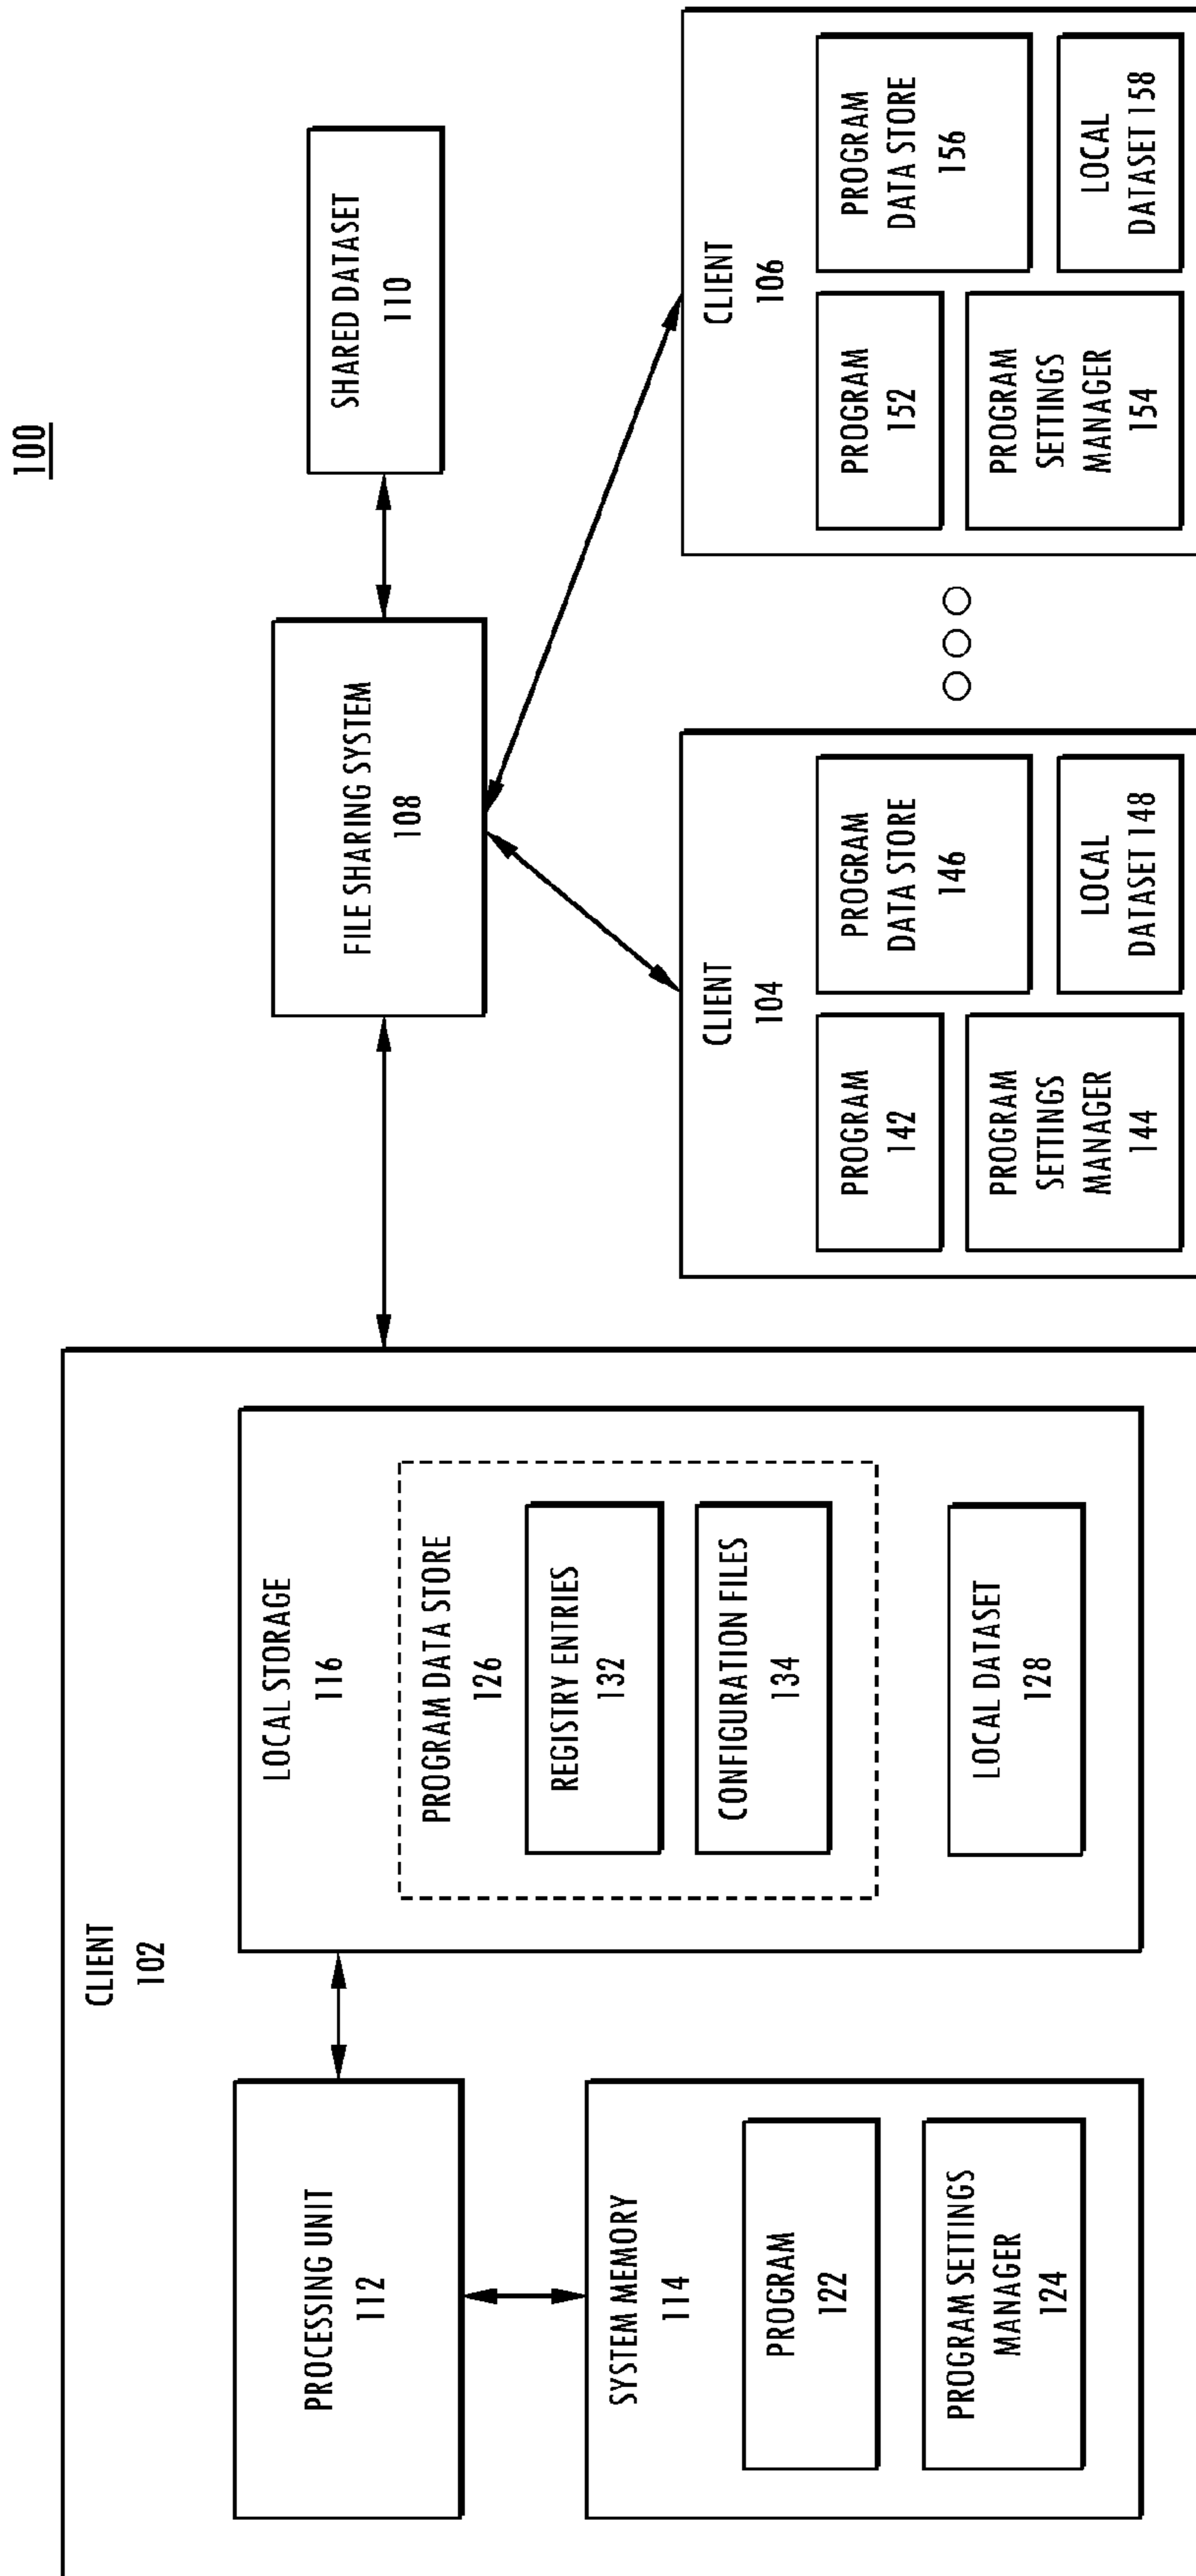 100
CLIENT
102
PROCESSING UNIT
112
SYSTEM MEMORY
114
PROGRAM
122
PROGRAM SETTINGS
MANAGER
124
LOCAL STORAGE
116
PROGRAM DATA STORE
126
REGISTRY ENTRIES
132
CONFIGURATION FILES
134
LOCAL DATASET
128
FILE SHARING SYSTEM
108
SHARED DATASET
110
CLIENT
104
PROGRAM
142
PROGRAM
SETTINGS
MANAGER
144
PROGRAM
DATA STORE
146
LOCAL
DATASET 148
CLIENT
106
PROGRAM
152
PROGRAM
SETTINGS
MANAGER
154
PROGRAM
DATA STORE
156
LOCAL
DATASET 158